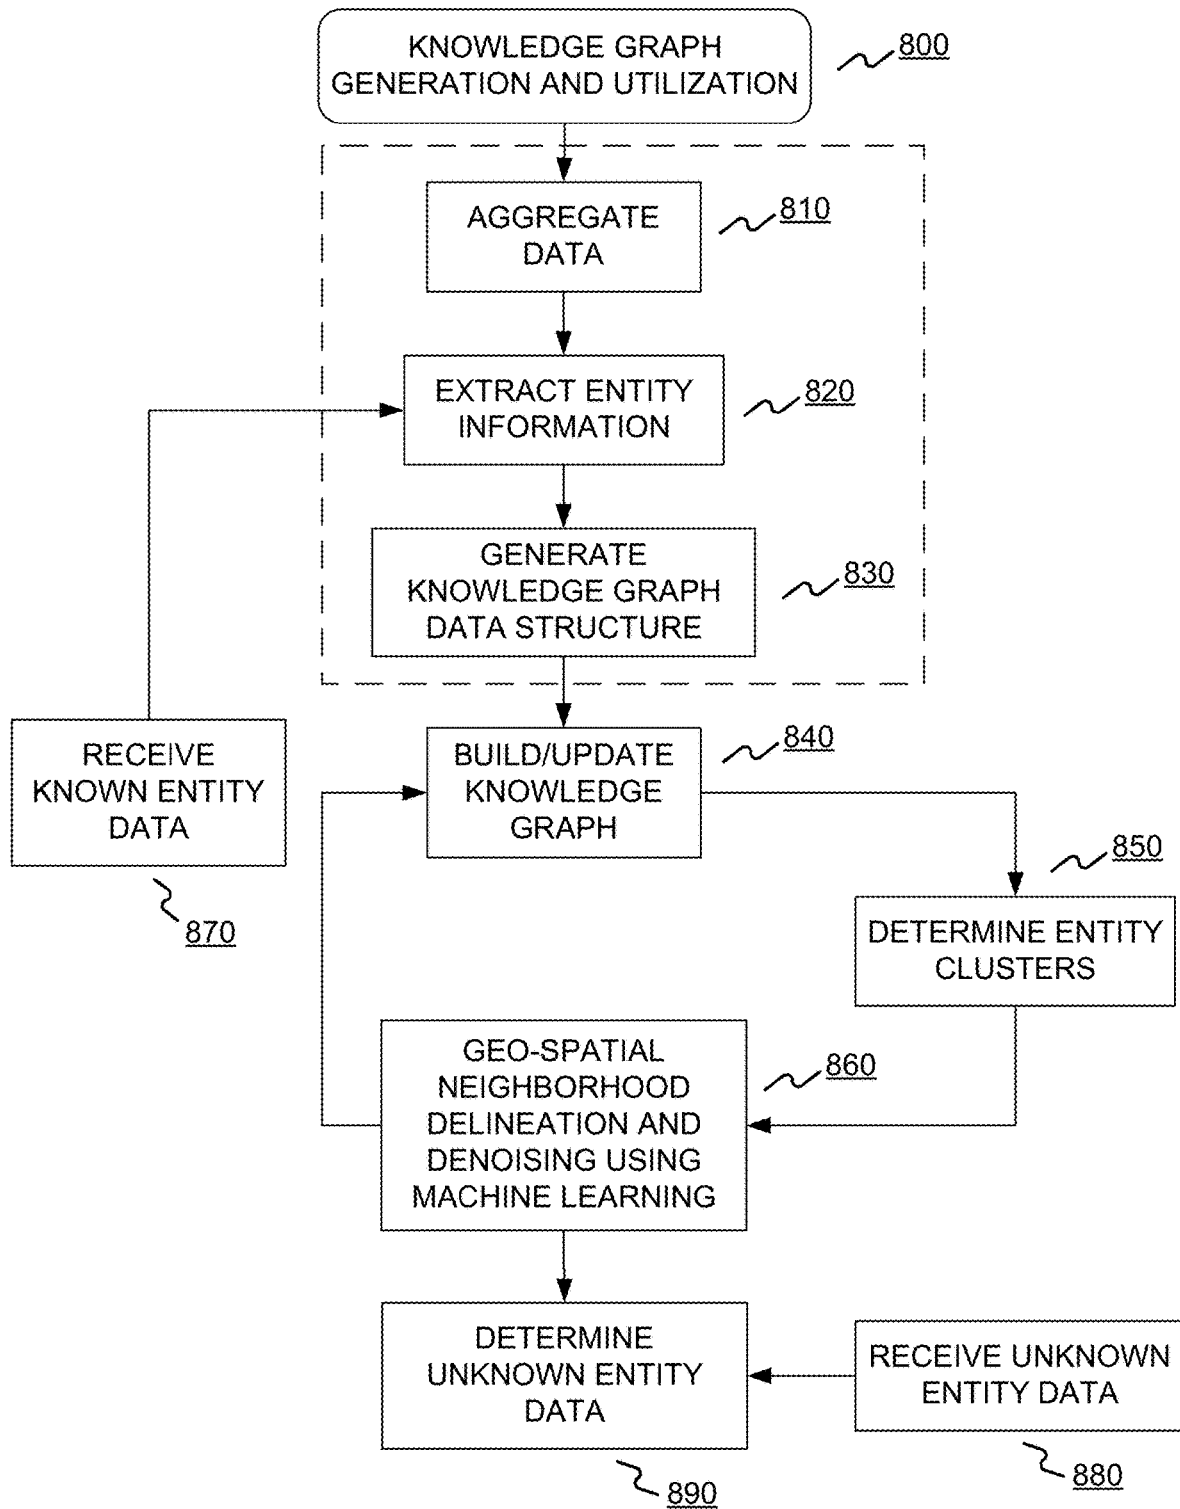 KNOWLEDGE GRAPH
GENERATION AND UTILIZATION
800
AGGREGATE
DATA
810
EXTRACT ENTITY
INFORMATION
820
GENERATE
KNOWLEDGE GRAPH
DATA STRUCTURE
830
RECEIVE
KNOWN ENTITY
DATA
870
BUILD/UPDATE
KNOWLEDGE
GRAPH
840
850
DETERMINE ENTITY
CLUSTERS
GEO-SPATIAL
NEIGHBORHOOD
DELINEATION AND
DENOISING USING
MACHINE LEARNING
860
DETERMINE
UNKNOWN ENTITY
DATA
890
RECEIVE UNKNOWN
ENTITY DATA
880